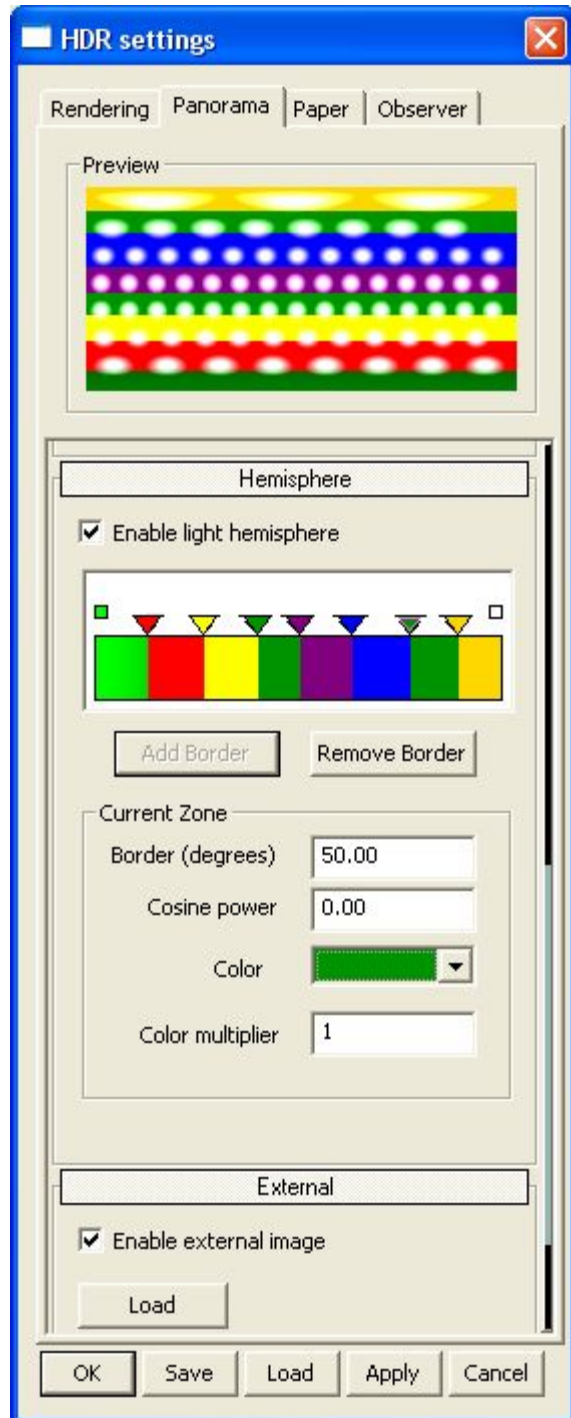 HDR settings
Rendering Panorama Paper Observer
Preview
Hemisphere
Enable light hemisphere
Add Border Remove Border
Current Zone
Border (degrees) 50.00
Cosine power 0.00
Color
Color multiplier 1
External
Enable external image
Load
OK Save Load Apply Cancel